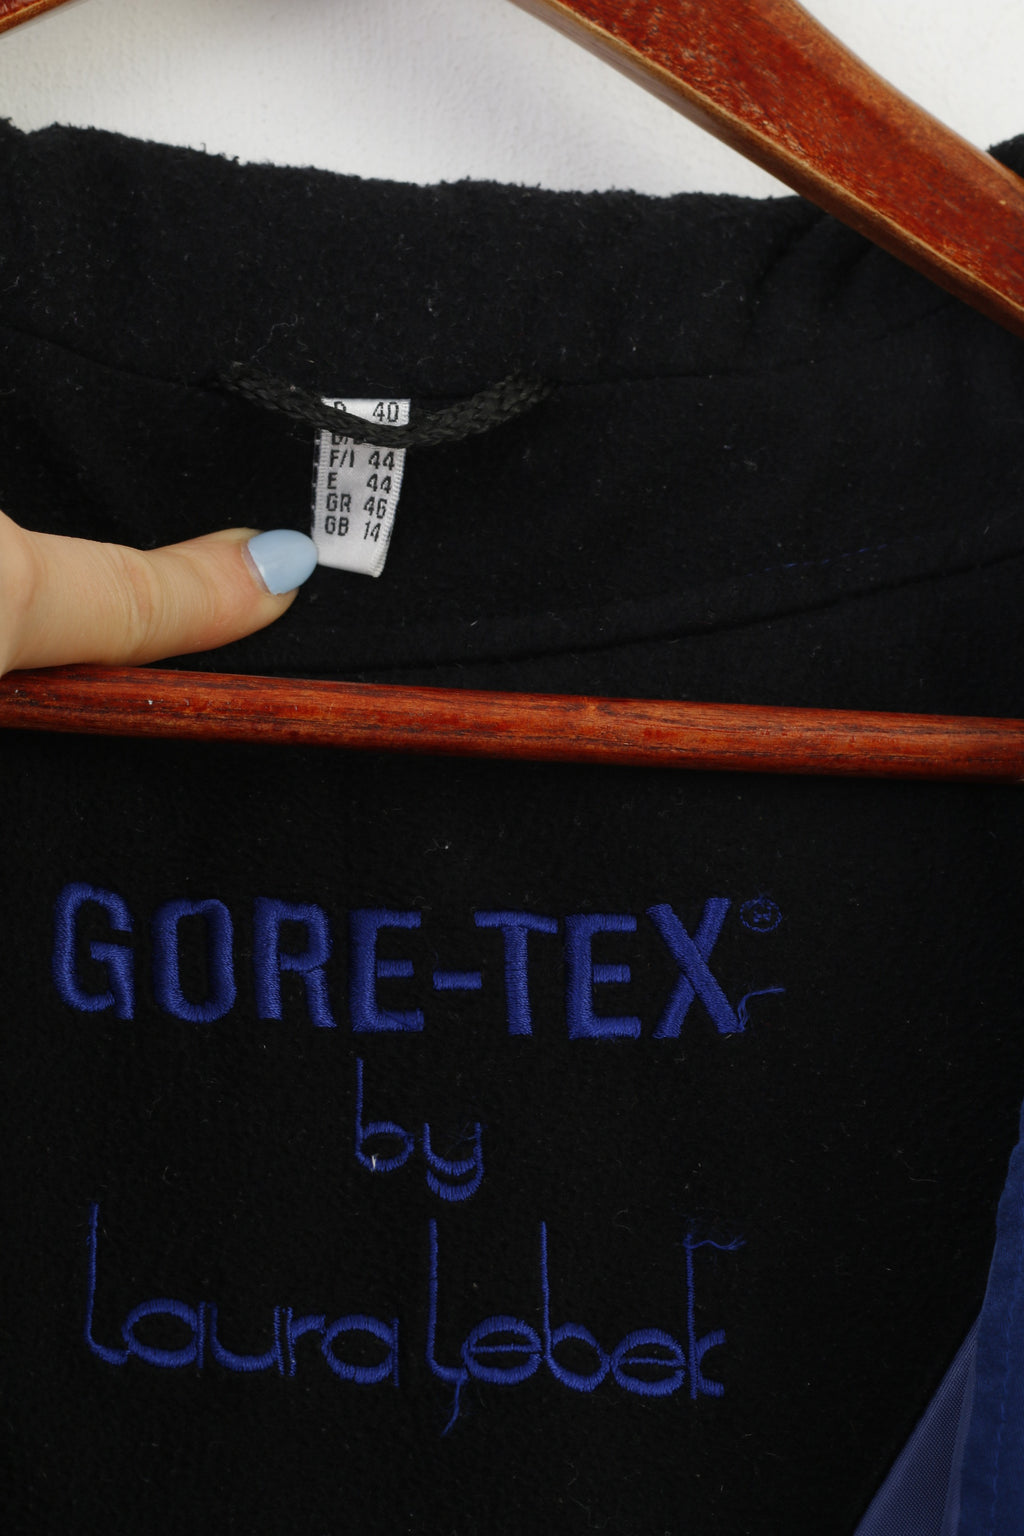 D 40
F/I 44
E 44
GR 46
GB 14
GORE-TEX®
by
Laura Lebek